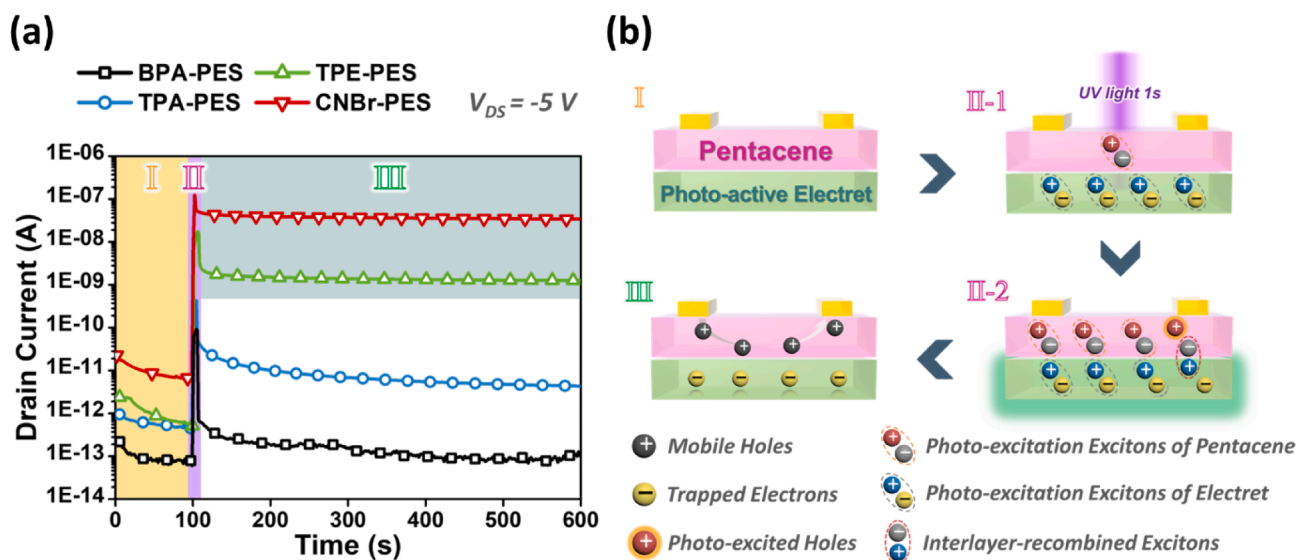 (a)
BPA-PES
TPE-PES
TPA-PES
CNBr-PES
V_DS = -5 V
I
II
III
1E-06
1E-07
1E-08
1E-09
1E-10
1E-11
1E-12
1E-13
1E-14
Drain Current (A)
0
100
200
300
400
500
600
Time (s)
(b)
I
Pentacene
Photo-active Electret
II-1
UV light 1s
III
II-2
Mobile Holes
Trapped Electrons
Photo-excited Holes
Photo-excitation Excitons of Pentacene
Photo-excitation Excitons of Electret
Interlayer-recombined Excitons